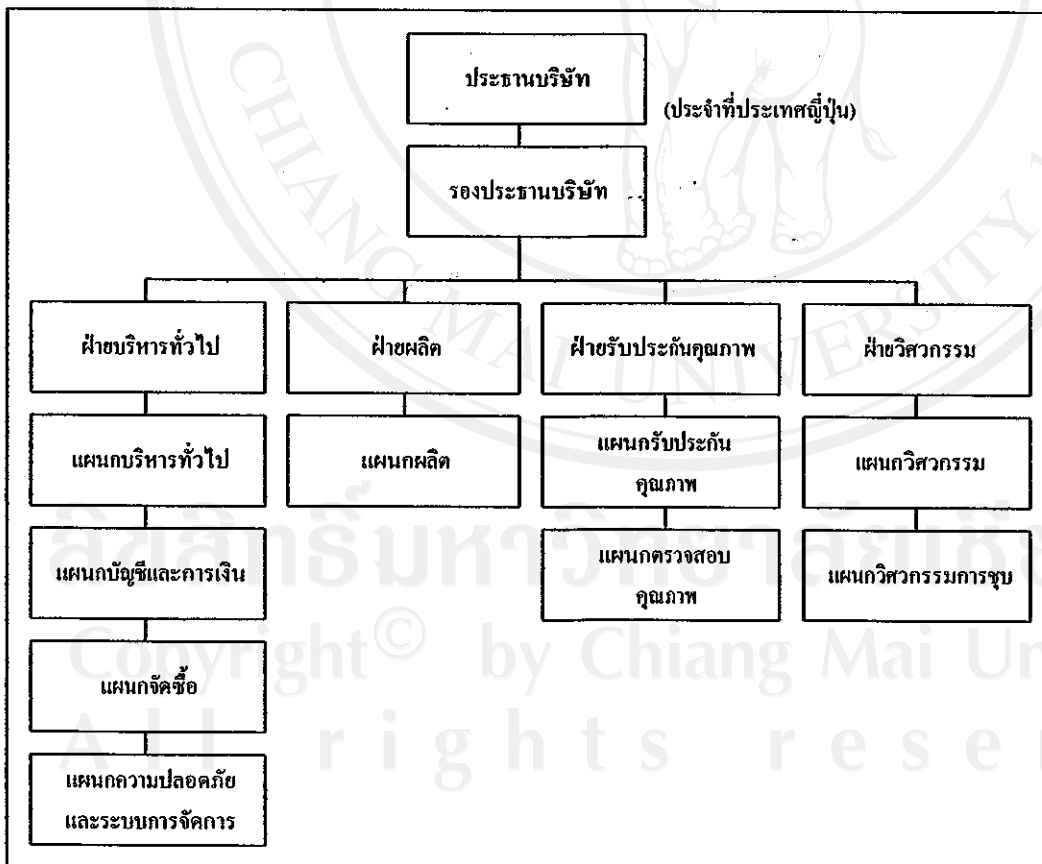 ประธานบริษัท
(ประจำที่ประเทศญี่ปุ่น)
รองประธานบริษัท
ฝ่ายบริหารทั่วไป
ฝ่ายผลิต
ฝ่ายรับประกันคุณภาพ
ฝ่ายวิศวกรรม
แผนกบริหารทั่วไป
แผนกผลิต
แผนกรับประกัน
คุณภาพ
แผนกวิศวกรรม
แผนกบัญชีและการเงิน
แผนกตรวจสอบ
คุณภาพ
แผนกวิศวกรรมการชุบ
แผนกจัดซื้อ
แผนกความปลอดภัย
และระบบการจัดการ
CHIANG MAI UNIVERSITY
ลิขสิทธิ์มหาวิทยาลัยเชีย
Copyright© by Chiang Mai Un
All rights reser